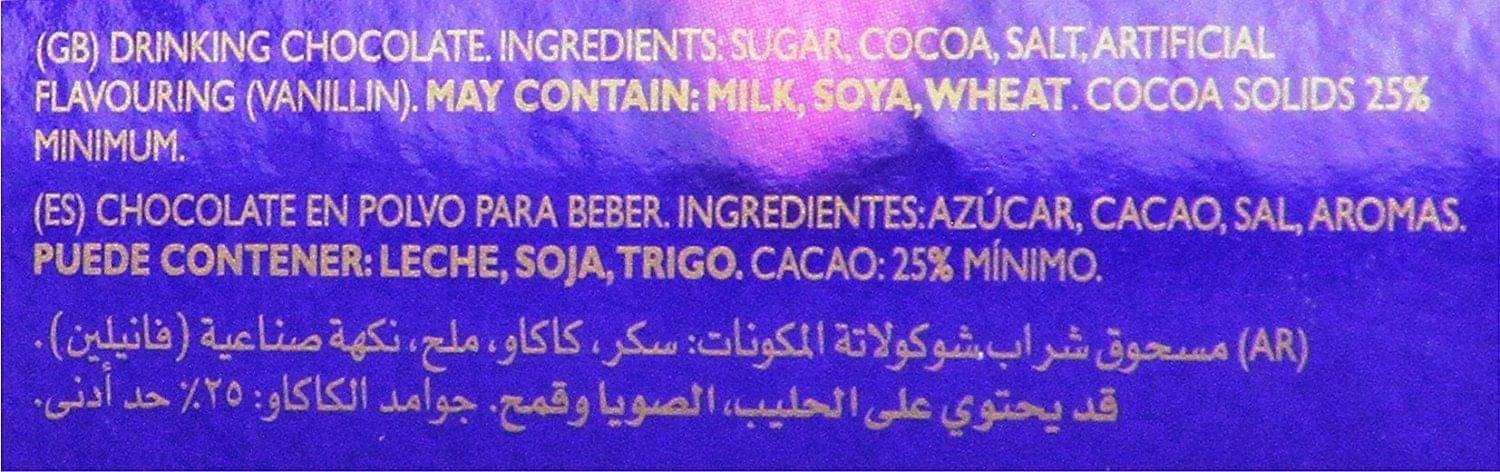 (GB) DRINKING CHOCOLATE. INGREDIENTS: SUGAR, COCOA, SALT, ARTIFICIAL
FLAVOURING (VANILLIN). MAY CONTAIN: MILK, SOYA, WHEAT. COCOA SOLIDS 25%
MINIMUM.
(ES) CHOCOLATE EN POLVO PARA BEBER. INGREDIENTES: AZÚCAR, CACAO, SAL, AROMAS.
PUEDE CONTENER: LECHE, SOJA, TRIGO. CACAO: 25% MÍNIMO.
(AR) مسحوق شراب شوكولاتة المكونات: سكر، كاكاو، ملح، نكهة صناعية (فانيلين).
قد يحتوي على الحليب، الصويا وقمح. جوامد الكاكاو: ٢٥٪ حد أدنى.